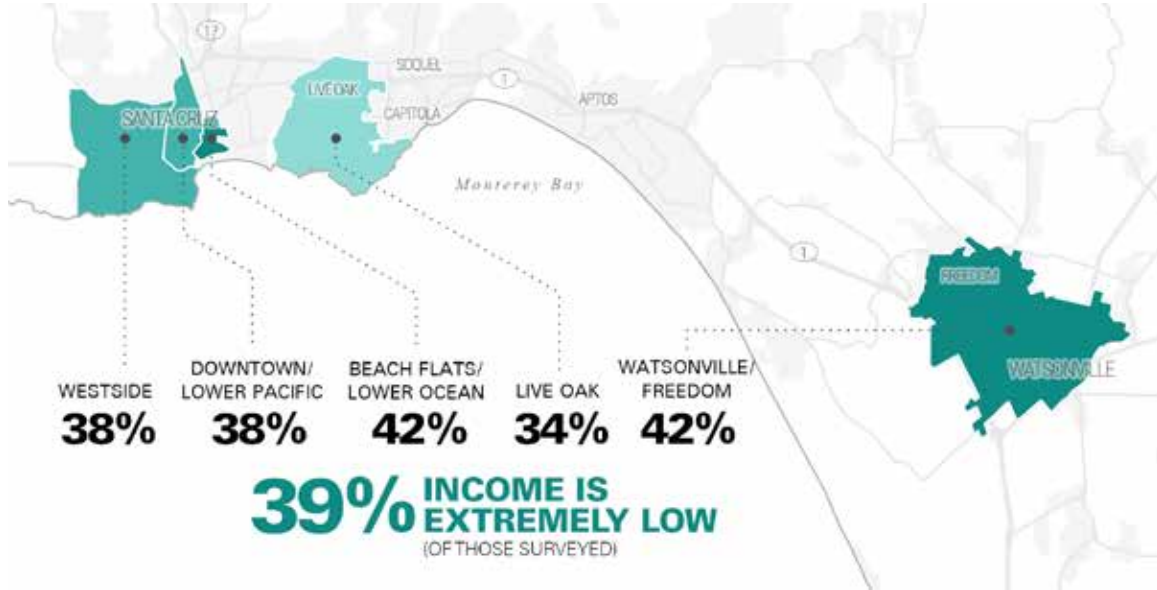 17
SOQUEL
LIVE OAK
1
SANTA CRUZ
CAPITOLA
APTOS
Monterey Bay
1
FREEDOM
WATSONVILLE
WESTSIDE
38%
DOWNTOWN/
LOWER PACIFIC
38%
BEACH FLATS/
LOWER OCEAN
42%
LIVE OAK
34%
WATSONVILLE/
FREEDOM
42%
39% INCOME IS
EXTREMELY LOW
(OF THOSE SURVEYED)